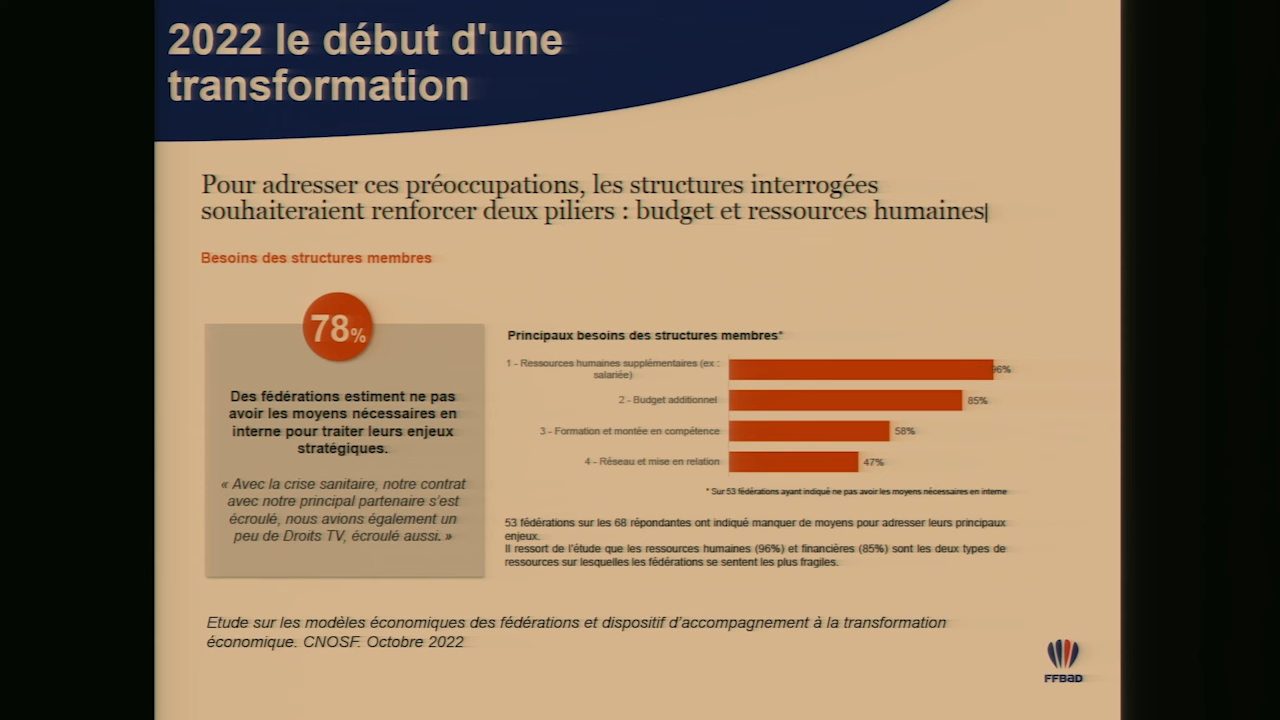 2022 le début d'une
transformation
Pour adresser ces préoccupations, les structures interrogées
souhaiteraient renforcer deux piliers : budget et ressources humaines
Besoins des structures membres
78%
Des fédérations estiment ne pas
avoir les moyens nécessaires en
interne pour traiter leurs enjeux
stratégiques.
« Avec la crise sanitaire, notre contrat
avec notre principal partenaire s'est
écroulé, nous avions également un
peu de Droits TV, écroulé aussi. »
Principaux besoins des structures membres*
1 - Ressources humaines supplémentaires (ex :
salariée)
96%
2 - Budget additionnel
85%
3 - Formation et montée en compétence
58%
4 - Réseau et mise en relation
47%
* Sur 53 fédérations ayant indiqué ne pas avoir les moyens nécessaires en interne
53 fédérations sur les 68 répondantes ont indiqué manquer de moyens pour adresser leurs principaux
enjeux.
Il ressort de l'étude que les ressources humaines (96%) et financières (85%) sont les deux types de
ressources sur lesquelles les fédérations se sentent les plus fragiles.
Etude sur les modèles économiques des fédérations et dispositif d'accompagnement à la transformation
économique. CNOSF. Octobre 2022
FFBaD